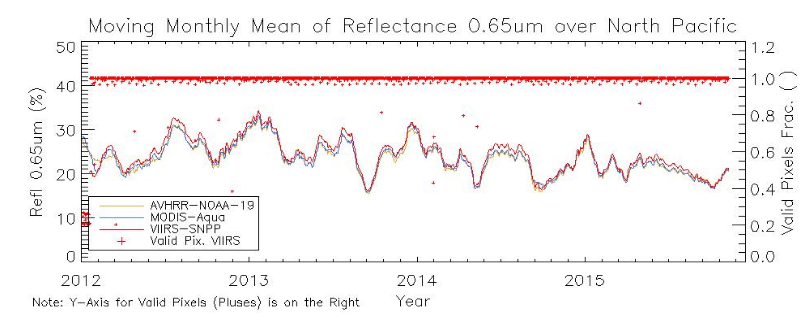 Moving Monthly Mean of Reflectance 0.65um over North Pacific
50
40
30
20
10
0
Refl 0.65um (%)
1.2
1.0
0.8
0.6
0.4
0.2
0.0
Valid Pixels Frac. ( )
AVHRR-NOAA-19
MODIS-Aqua
VIIRS-SNPP
Valid Pix. VIIRS
2012 2013 2014 2015
Note: Y-Axis for Valid Pixels (Pluses) is on the Right
Year